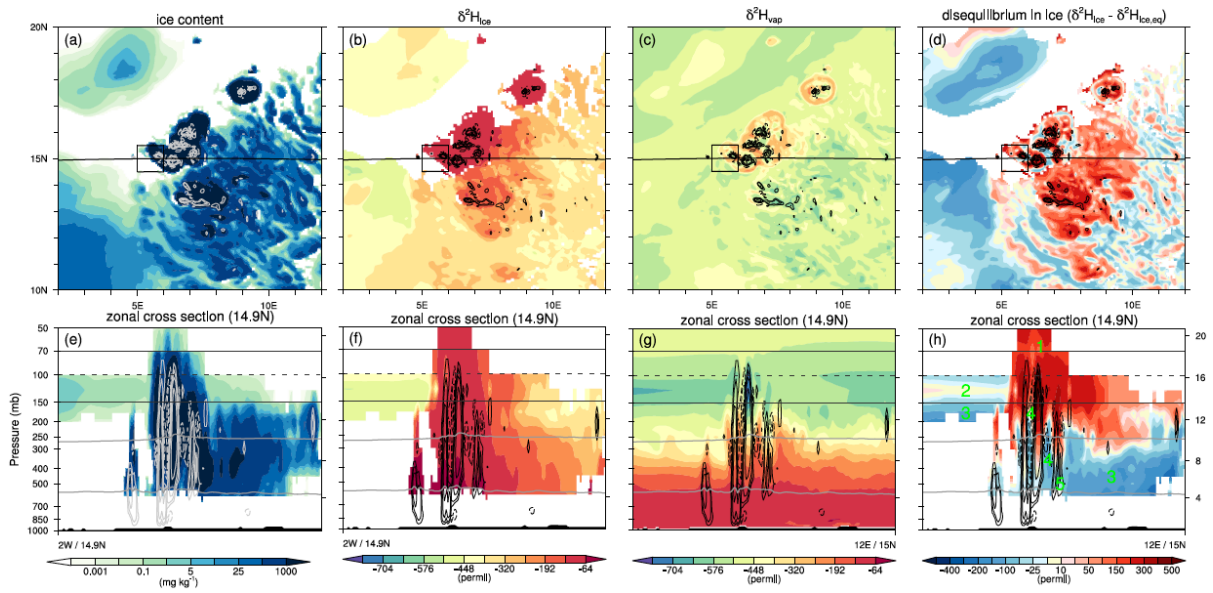 ice content
δ²H_ice
δ²H_vap
disequilibrium in ice (δ²H_ice - δ²H_ice,eq)
20N
15N
10N
(a)
(b)
(c)
(d)
5E 10E 5E 10E 5E 10E 5E 10E
zonal cross section (14.9N)
zonal cross section (14.9N)
zonal cross section (14.9N)
zonal cross section (14.9N)
(e)
(f)
(g)
(h)
Pressure (mb)
50
70
100
150
200
250
300
400
500
700
850
1000
20
16
12
8
4
1
2
3
4
4
3
5
2W / 14.9N
2W / 14.9N
12E / 15N
12E / 15N
0.001 0.1 5 25 1000
(mg kg⁻¹)
-704 -576 -448 -320 -192 -64
(permil)
-704 -576 -448 -320 -192 -64
(permil)
-400 -200 -100 -50 10 50 100 300 500
(permil)